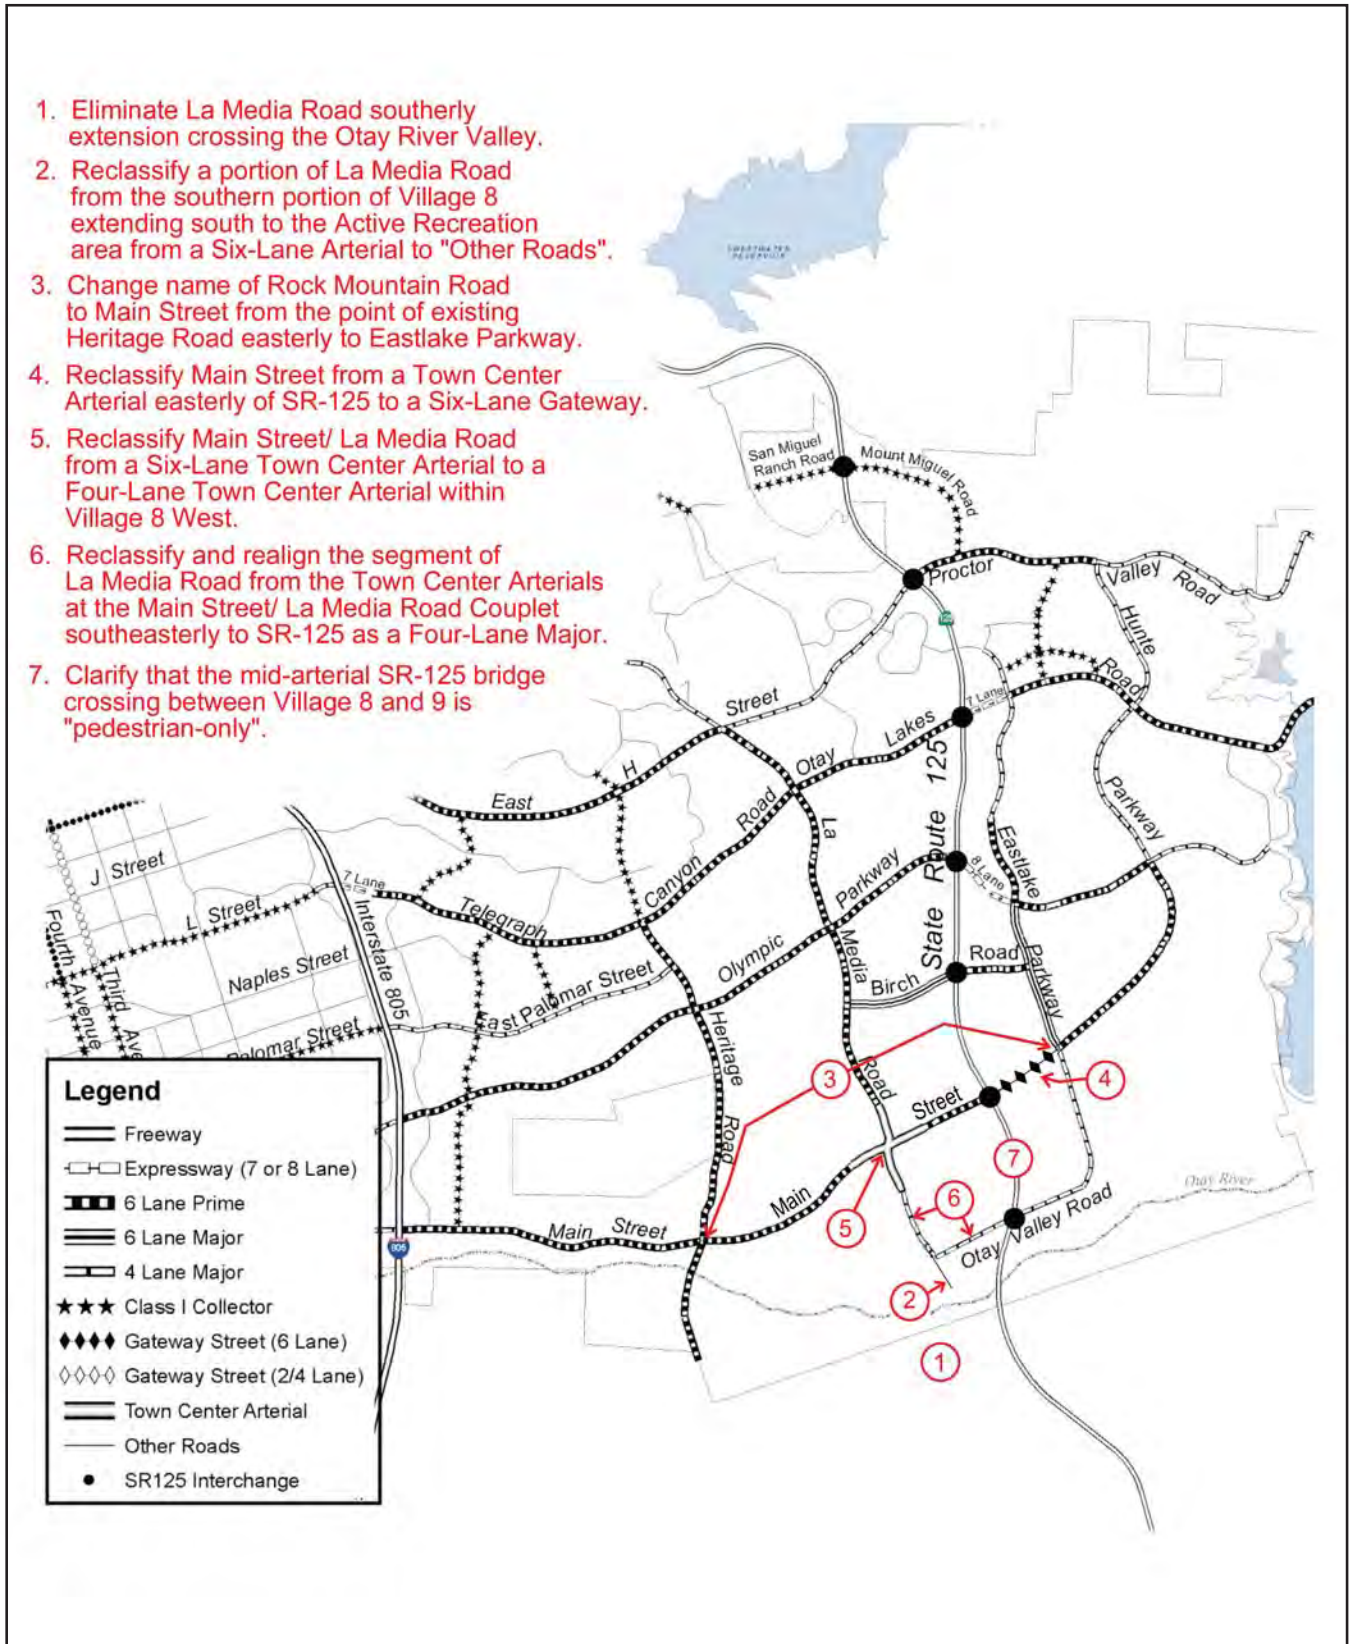 1. Eliminate La Media Road southerly
extension crossing the Otay River Valley.
2. Reclassify a portion of La Media Road
from the southern portion of Village 8
extending south to the Active Recreation
area from a Six-Lane Arterial to "Other Roads".
3. Change name of Rock Mountain Road
to Main Street from the point of existing
Heritage Road easterly to Eastlake Parkway.
4. Reclassify Main Street from a Town Center
Arterial easterly of SR-125 to a Six-Lane Gateway.
5. Reclassify Main Street/ La Media Road
from a Six-Lane Town Center Arterial to a
Four-Lane Town Center Arterial within
Village 8 West.
6. Reclassify and realign the segment of
La Media Road from the Town Center Arterials
at the Main Street/ La Media Road Couplet
southeasterly to SR-125 as a Four-Lane Major.
7. Clarify that the mid-arterial SR-125 bridge
crossing between Village 8 and 9 is
"pedestrian-only".
SWEETWATER
RESERVOIR
San Miguel
Ranch Road
Mount Miguel Road
Proctor
Valley
Road
125
Hunte
Parkway
Road
7 Lane
Street
H
East
Lakes
Otay
Road
Canyon
Telegraph
7 Lane
State Route 125
La
Media
Road
Parkway
Olympic
8 Lane
Eastlake
Parkway
Birch
Road
J Street
L Street
Naples Street
Palomar Street
Fourth Avenue
Third Ave
Interstate 805
East Palomar Street
Heritage
Road
3
4
Street
Main
7
6
5
Main Street
805
Otay Valley Road
Otay River
2
1
Legend
Freeway
Expressway (7 or 8 Lane)
6 Lane Prime
6 Lane Major
4 Lane Major
Class I Collector
Gateway Street (6 Lane)
Gateway Street (2/4 Lane)
Town Center Arterial
Other Roads
SR125 Interchange